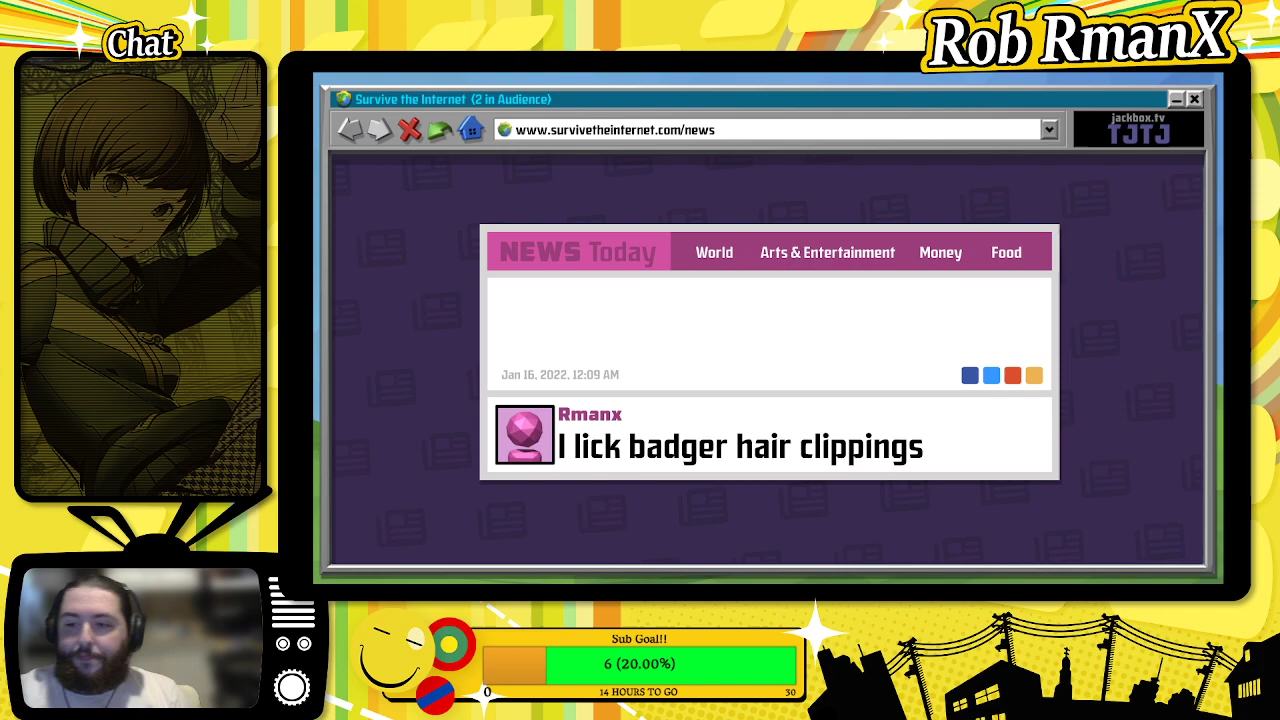 Chat
Rob RmanX
Survive the Internet (2 in Audience)
www.survivetheinternet.com/news
jackbox.tv
TJTJ
NEWS Today World Arts & Entertainment Money Food
Jan 16, 2022, 12:09 AM
Rmanx
I lick badger hair clippings
Sub Goal!!
6 (20.00%)
0 14 HOURS TO GO 30